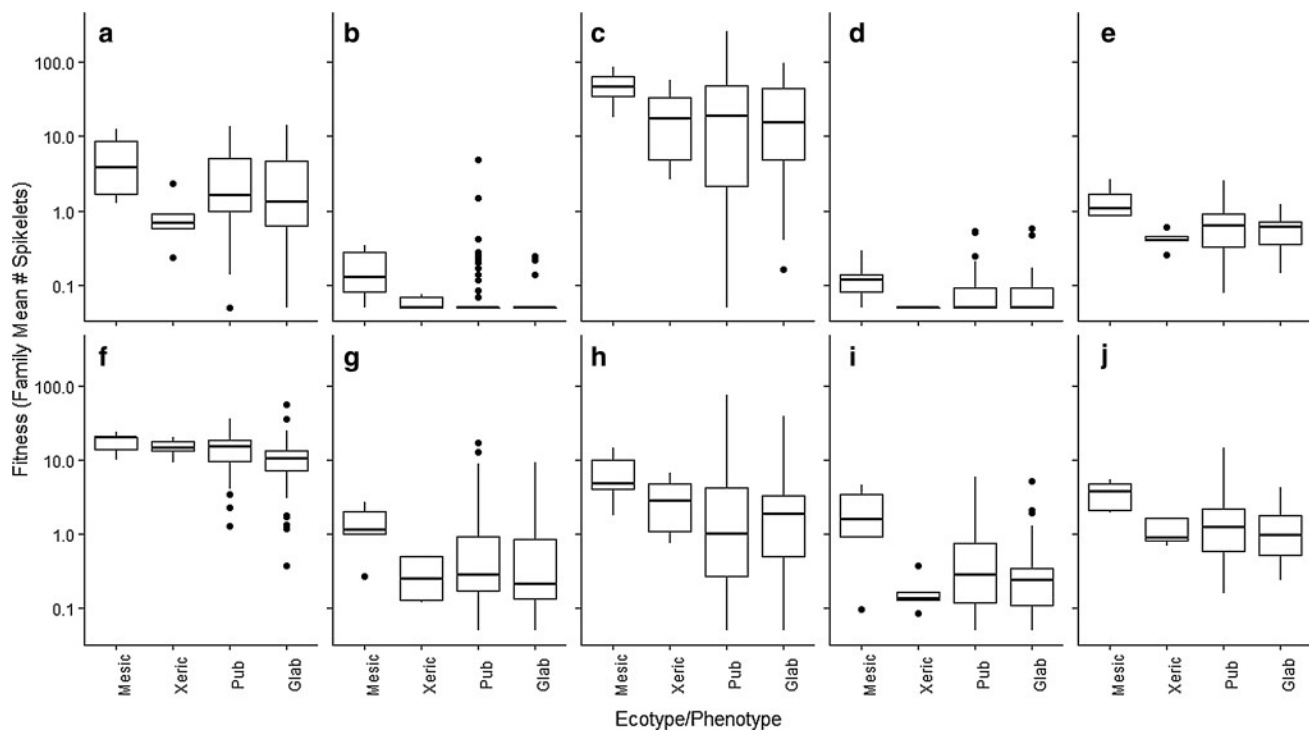 a
b
c
d
e
100.0
10.0
1.0
0.1
f
g
h
i
j
100.0
10.0
1.0
0.1
Fitness (Family Mean # Spikelets)
Mesic
Xeric
Pub
Glab
Mesic
Xeric
Pub
Glab
Mesic
Xeric
Pub
Glab
Mesic
Xeric
Pub
Glab
Mesic
Xeric
Pub
Glab
Ecotype/Phenotype